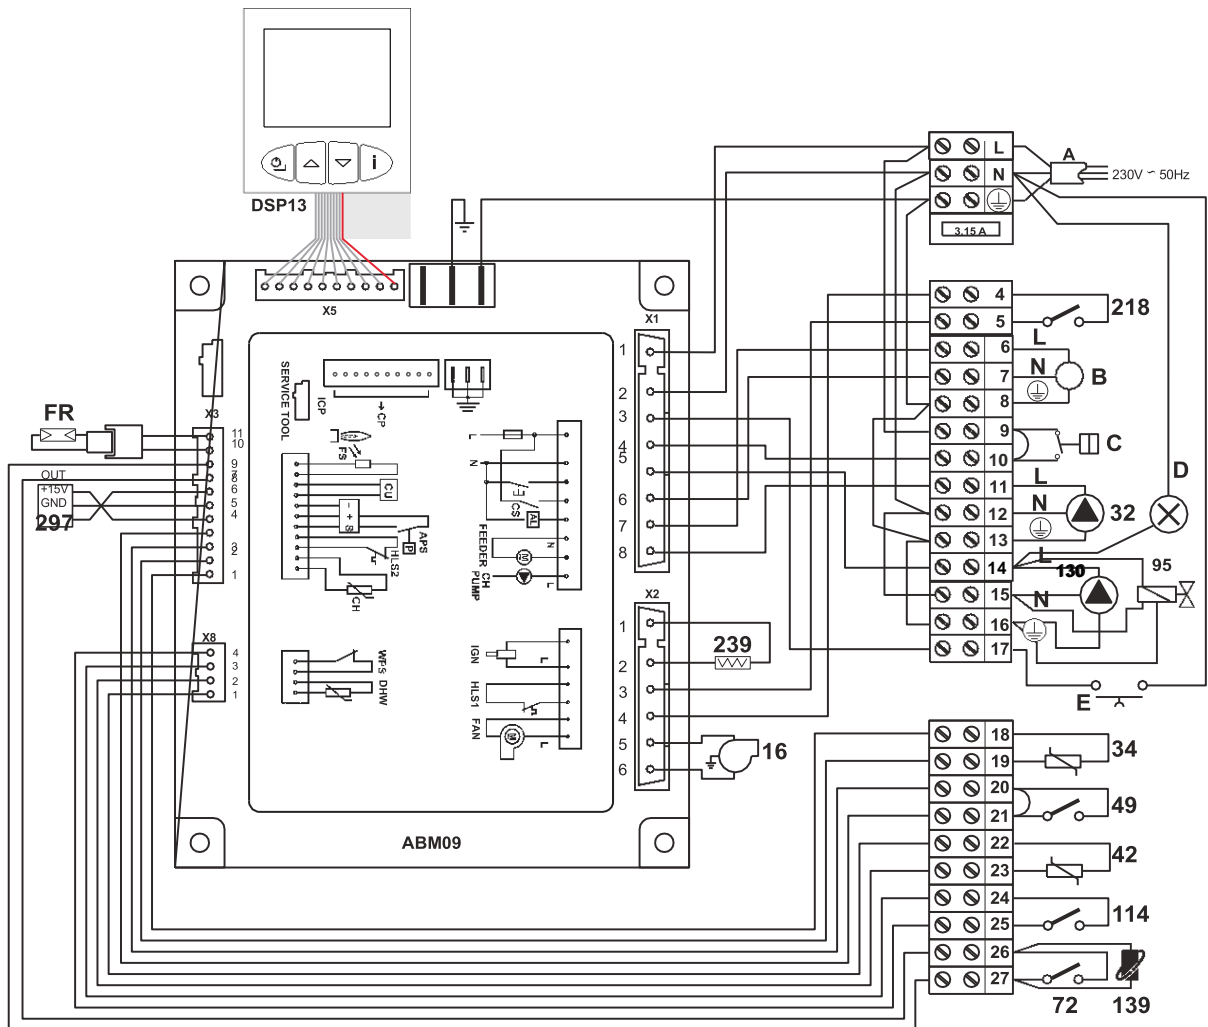 i
DSP13
X5
X1
1
2
3
4
5
6
7
8
X2
1
2
3
4
5
6
239
16
FR
X3
11
10
9
7
8
6
5
4
3
2
1
OUT
+15V
GND
297
X8
4
3
2
1
SERVICE TOOL
ICP
CP
FS
CU
- + S
APS
P
HLS2
CH
WPS
DHW
L
N
CS
AL
FEEDER
M
N
CH PUMP
L
IGN
L
HLS1
FAN
M
L
ABM09
L
N
3.15 A
A
230V ~ 50Hz
4
5
218
6
7
8
L
N
B
9
10
C
11
12
13
L
N
32
D
14
15
16
17
L
130
N
95
E
18
19
34
20
21
49
22
23
42
24
25
114
26
27
72
139